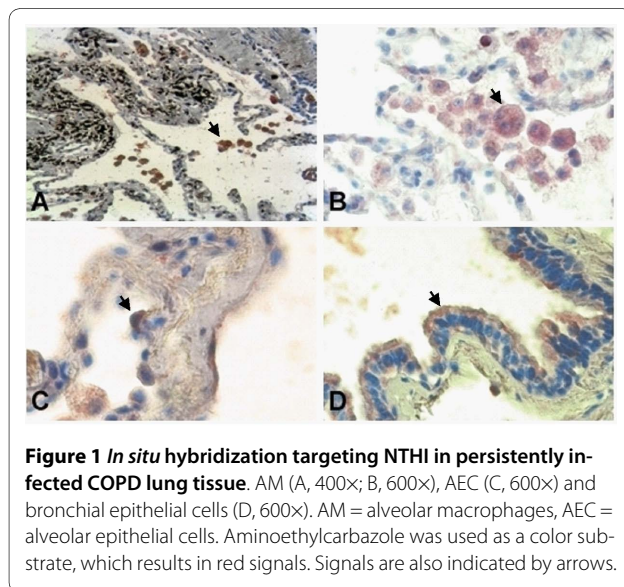 A
B
C
D
Figure 1 In situ hybridization targeting NTHI in persistently in-
fected COPD lung tissue. AM (A, 400×; B, 600×), AEC (C, 600×) and
bronchial epithelial cells (D, 600×). AM = alveolar macrophages, AEC =
alveolar epithelial cells. Aminoethylcarbazole was used as a color sub-
strate, which results in red signals. Signals are also indicated by arrows.